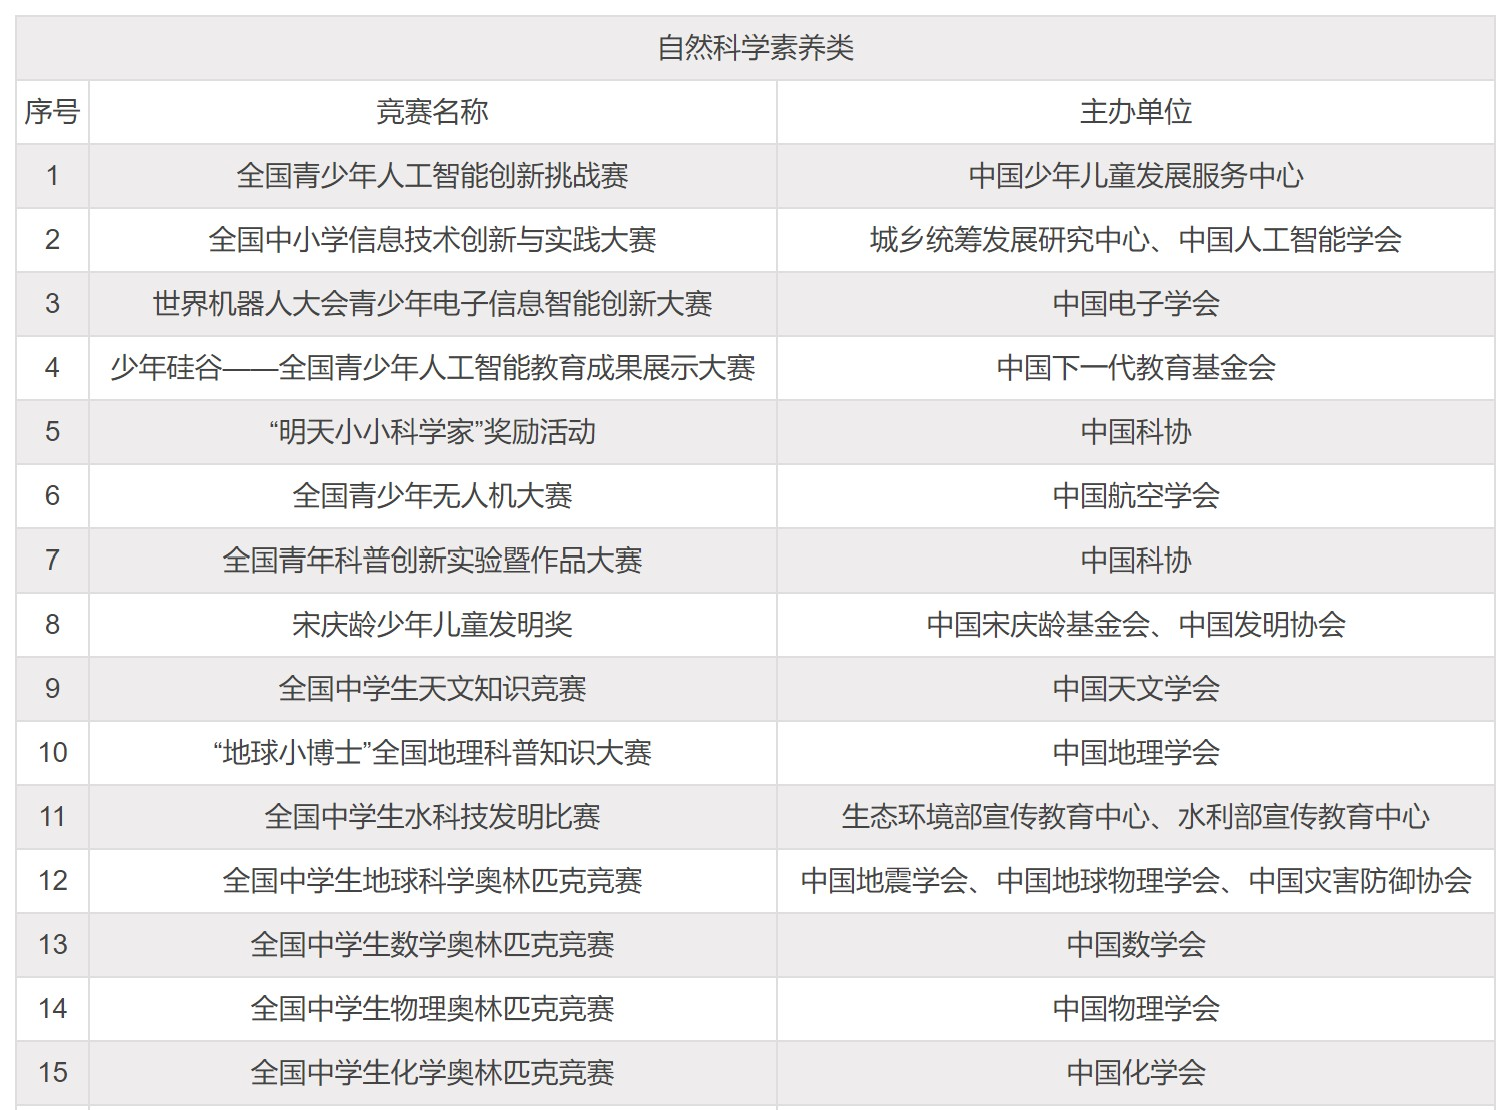 自然科学素养类
序号 竞赛名称 主办单位
1 全国青少年人工智能创新挑战赛 中国少年儿童发展服务中心
2 全国中小学信息技术创新与实践大赛 城乡统筹发展研究中心、中国人工智能学会
3 世界机器人大会青少年电子信息智能创新大赛 中国电子学会
4 少年硅谷——全国青少年人工智能教育成果展示大赛 中国下一代教育基金会
5 “明天小小科学家”奖励活动 中国科协
6 全国青少年无人机大赛 中国航空学会
7 全国青年科普创新实验暨作品大赛 中国科协
8 宋庆龄少年儿童发明奖 中国宋庆龄基金会、中国发明协会
9 全国中学生天文知识竞赛 中国天文学会
10 “地球小博士”全国地理科普知识大赛 中国地理学会
11 全国中学生水科技发明比赛 生态环境部宣传教育中心、水利部宣传教育中心
12 全国中学生地球科学奥林匹克竞赛 中国地震学会、中国地球物理学会、中国灾害防御协会
13 全国中学生数学奥林匹克竞赛 中国数学会
14 全国中学生物理奥林匹克竞赛 中国物理学会
15 全国中学生化学奥林匹克竞赛 中国化学会